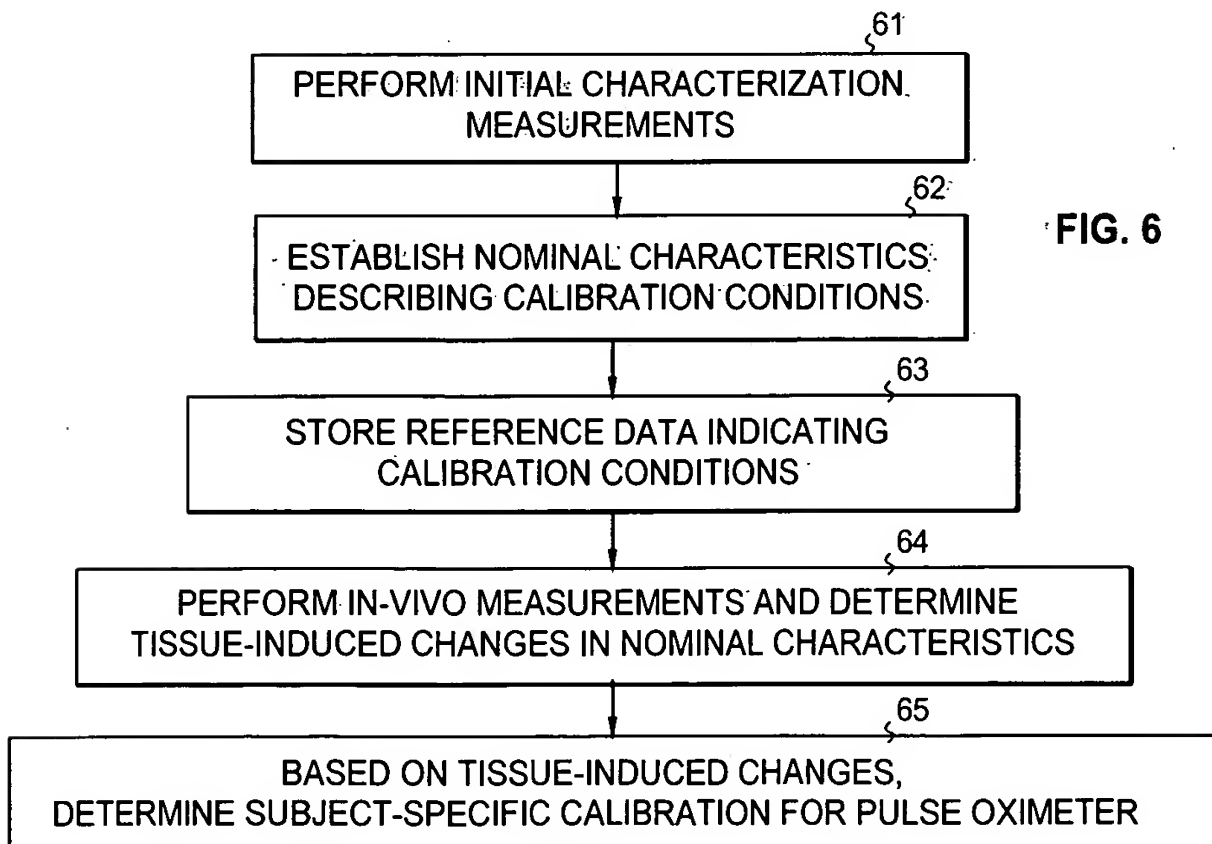 61
PERFORM INITIAL CHARACTERIZATION
MEASUREMENTS
62
ESTABLISH NOMINAL CHARACTERISTICS
DESCRIBING CALIBRATION CONDITIONS
FIG. 6
63
STORE REFERENCE DATA INDICATING
CALIBRATION CONDITIONS
64
PERFORM IN-VIVO MEASUREMENTS AND DETERMINE
TISSUE-INDUCED CHANGES IN NOMINAL CHARACTERISTICS
65
BASED ON TISSUE-INDUCED CHANGES,
DETERMINE SUBJECT-SPECIFIC CALIBRATION FOR PULSE OXIMETER